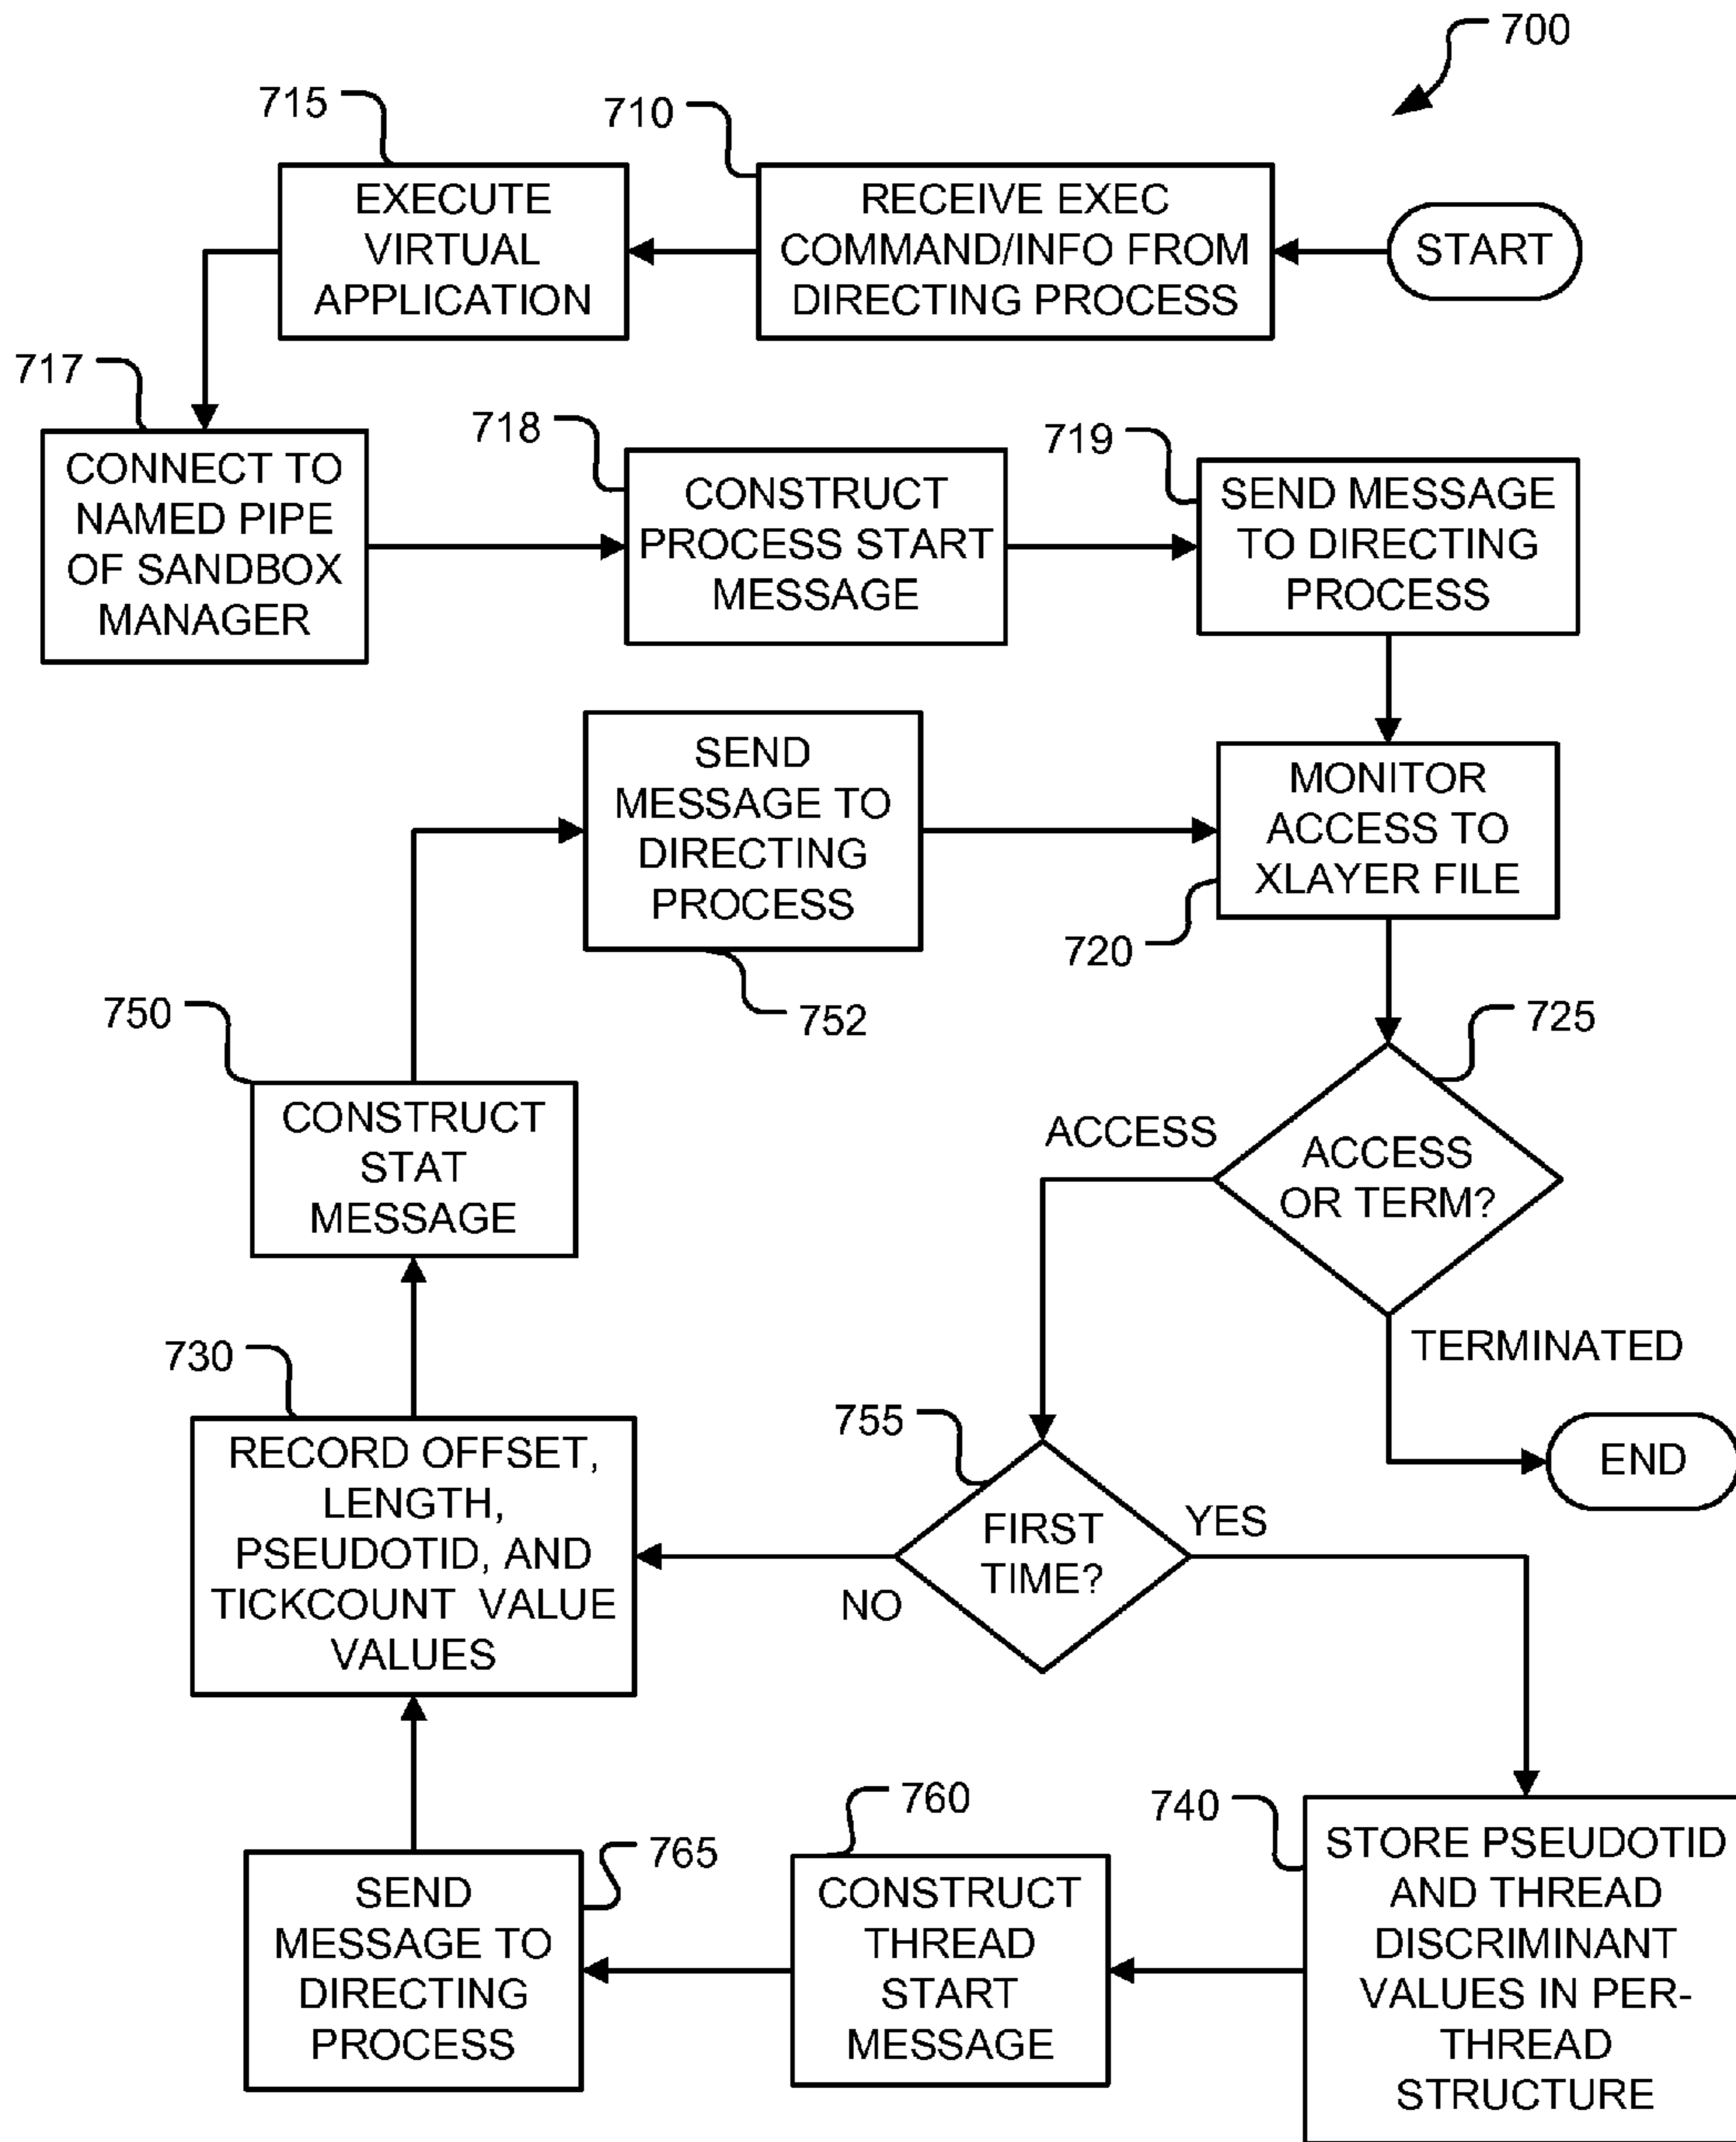 700
715
710
EXECUTE
VIRTUAL
APPLICATION
RECEIVE EXEC
COMMAND/INFO FROM
DIRECTING PROCESS
START
717
718
719
CONNECT TO
NAMED PIPE
OF SANDBOX
MANAGER
CONSTRUCT
PROCESS START
MESSAGE
SEND MESSAGE
TO DIRECTING
PROCESS
SEND
MESSAGE TO
DIRECTING
PROCESS
752
MONITOR
ACCESS TO
XLAYER FILE
720
750
CONSTRUCT
STAT
MESSAGE
725
ACCESS
ACCESS
OR TERM?
TERMINATED
END
730
RECORD OFFSET,
LENGTH,
PSEUDOTID, AND
TICKCOUNT VALUE
VALUES
755
FIRST
TIME?
YES
NO
765
SEND
MESSAGE TO
DIRECTING
PROCESS
760
CONSTRUCT
THREAD
START
MESSAGE
740
STORE PSEUDOTID
AND THREAD
DISCRIMINANT
VALUES IN PER-
THREAD
STRUCTURE